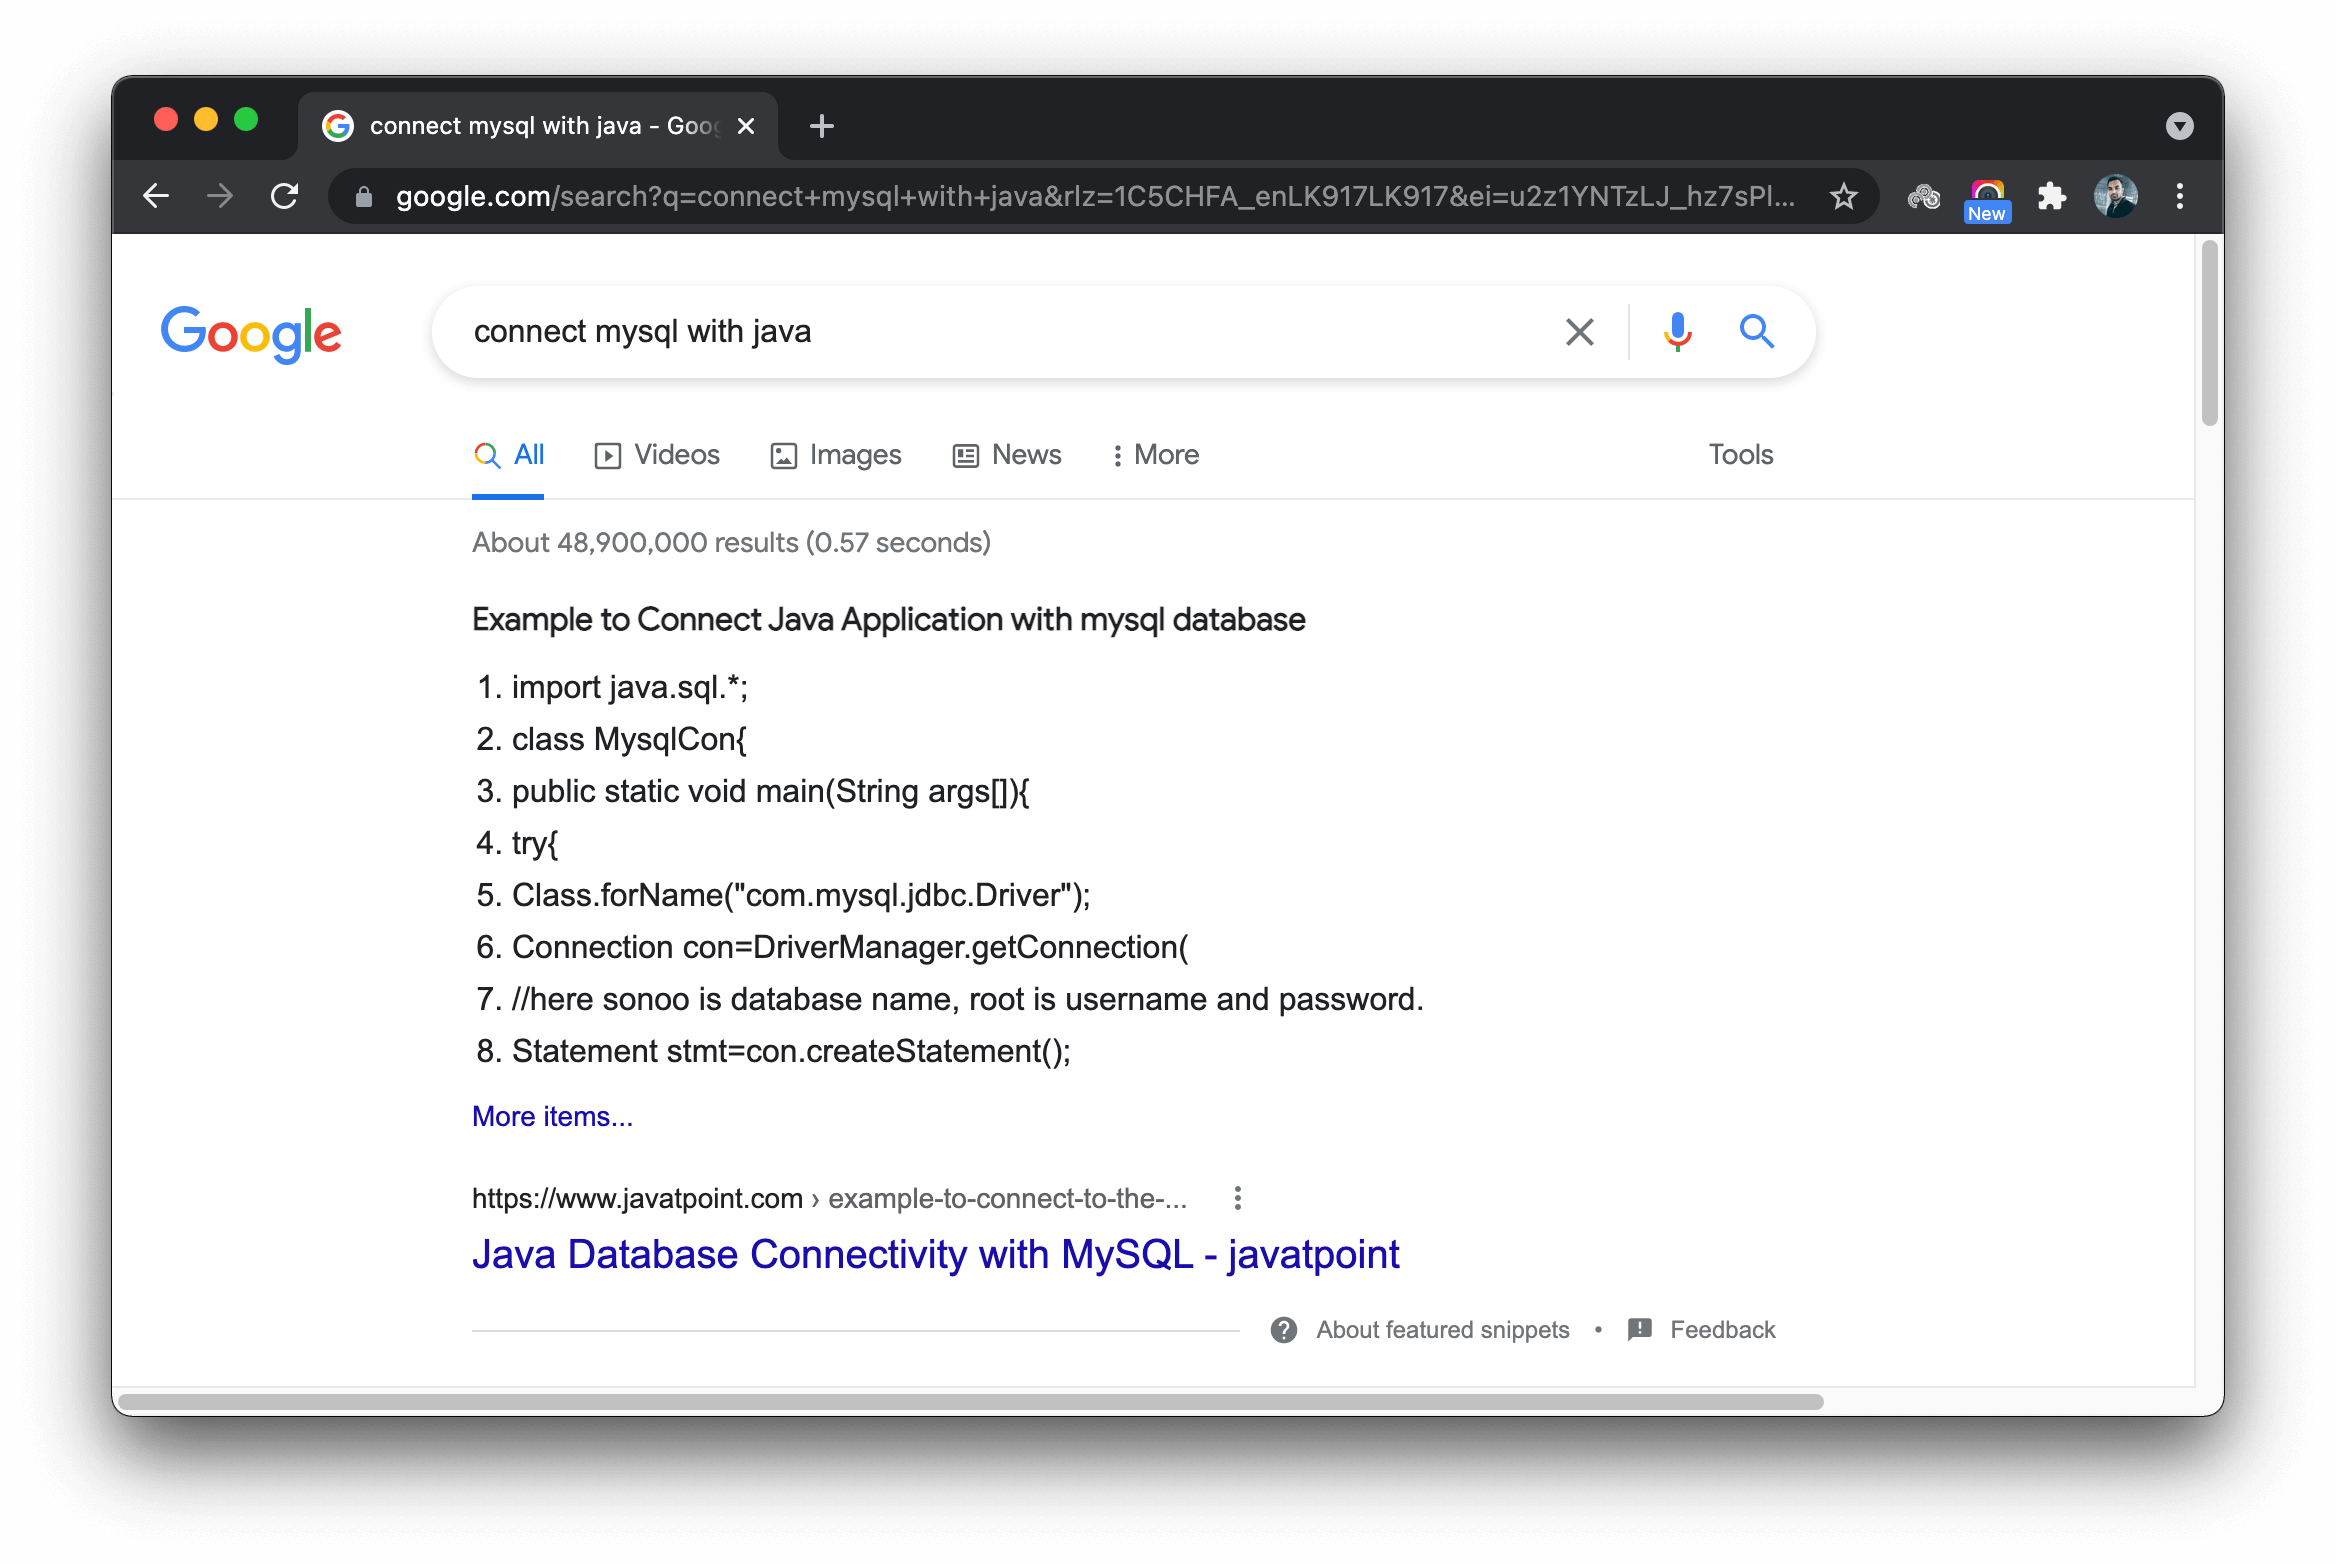 connect mysql with java - Goo
google.com/search?q=connect+mysql+with+java&rlz=1C5CHFA_enLK917LK917&ei=u2z1YNTzLJ_hz7sPl...
New
Google
connect mysql with java
All Videos Images News More Tools
About 48,900,000 results (0.57 seconds)
Example to Connect Java Application with mysql database
1. import java.sql.*;
2. class MysqlCon{
3. public static void main(String args[]){
4. try{
5. Class.forName("com.mysql.jdbc.Driver");
6. Connection con=DriverManager.getConnection(
7. //here sonoo is database name, root is username and password.
8. Statement stmt=con.createStatement();
More items...
https://www.javatpoint.com › example-to-connect-to-the-...
Java Database Connectivity with MySQL - javatpoint
About featured snippets • Feedback